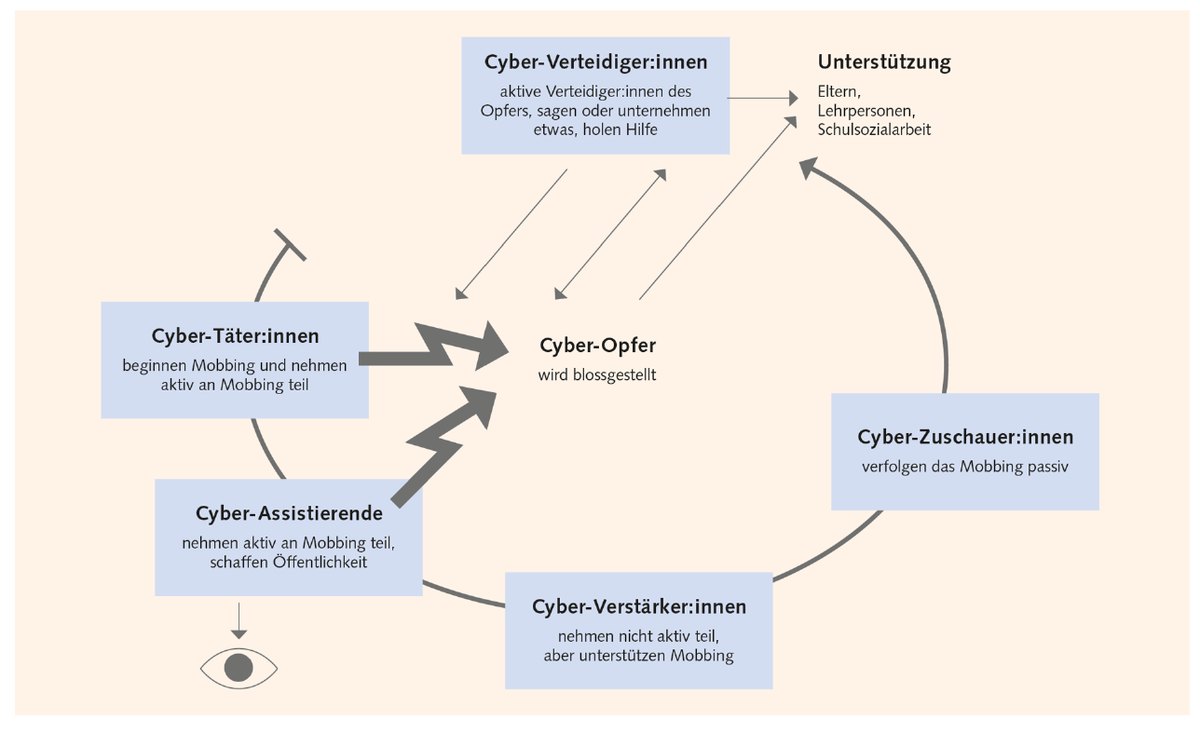 Cyber-Verteidiger:innen
aktive Verteidiger:innen des
Opfers, sagen oder unternehmen
etwas, holen Hilfe
Unterstützung
Eltern,
Lehrpersonen,
Schulsozialarbeit
Cyber-Täter:innen
beginnen Mobbing und nehmen
aktiv an Mobbing teil
Cyber-Opfer
wird blossgestellt
Cyber-Zuschauer:innen
verfolgen das Mobbing passiv
Cyber-Assistierende
nehmen aktiv an Mobbing teil,
schaffen Öffentlichkeit
Cyber-Verstärker:innen
nehmen nicht aktiv teil,
aber unterstützen Mobbing